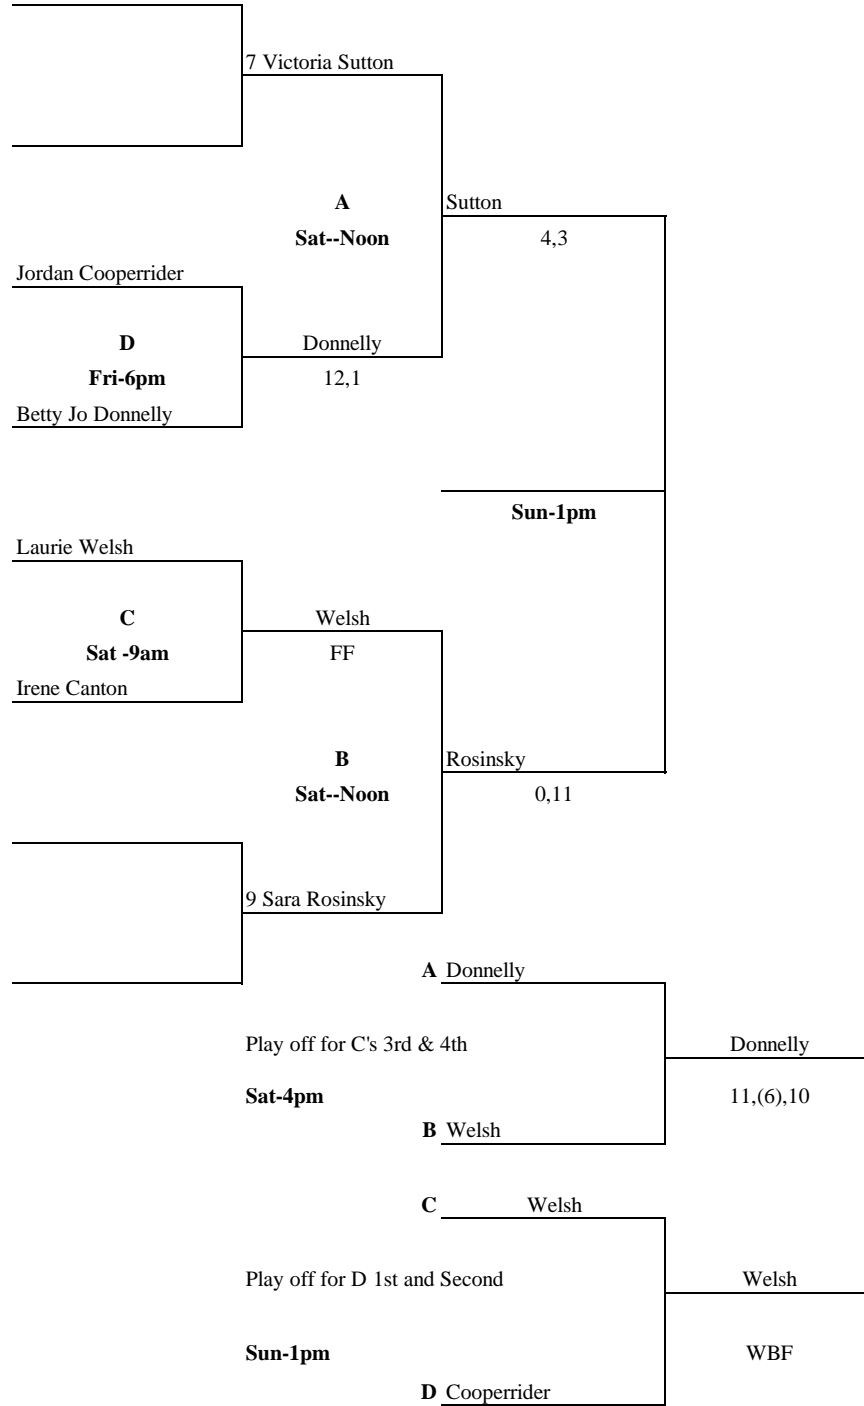 7 Victoria Sutton
A
Sutton
Sat--Noon
4,3
Jordan Cooperrider
D
Donnelly
Fri-6pm
12,1
Betty Jo Donnelly
Sun-1pm
Laurie Welsh
C
Welsh
Sat -9am
FF
Irene Canton
B
Rosinsky
Sat--Noon
0,11
9 Sara Rosinsky
A Donnelly
Play off for C's 3rd & 4th
Donnelly
Sat-4pm
11,(6),10
B Welsh
C Welsh
Play off for D 1st and Second
Welsh
Sun-1pm
WBF
D Cooperrider